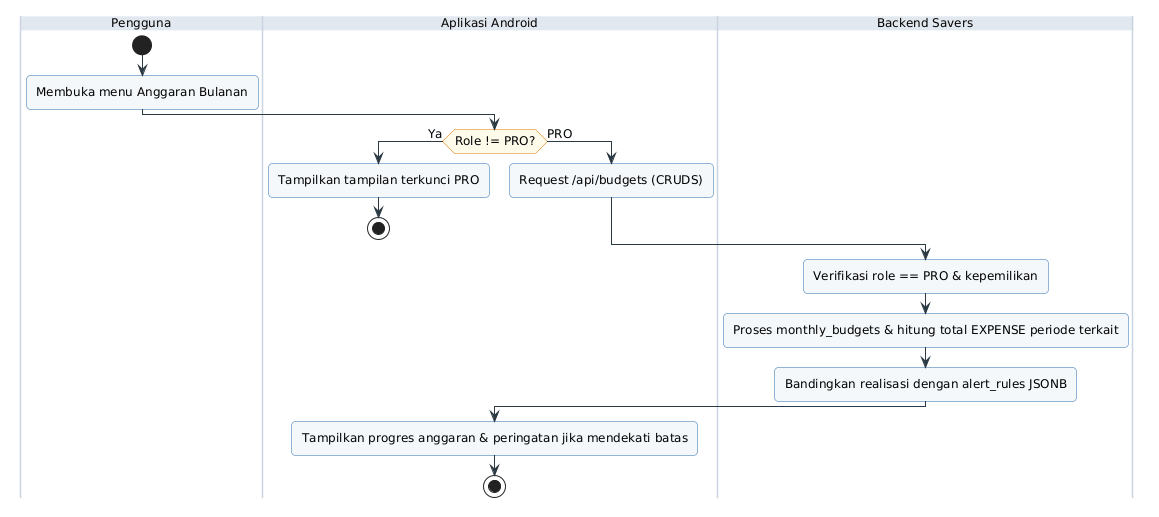 Pengguna
Aplikasi Android
Backend Savers
Membuka menu Anggaran Bulanan
Ya
Role != PRO?
PRO
Tampilkan tampilan terkunci PRO
Request /api/budgets (CRUDS)
Verifikasi role == PRO & kepemilikan
Proses monthly_budgets & hitung total EXPENSE periode terkait
Bandingkan realisasi dengan alert_rules JSONB
Tampilkan progres anggaran & peringatan jika mendekati batas